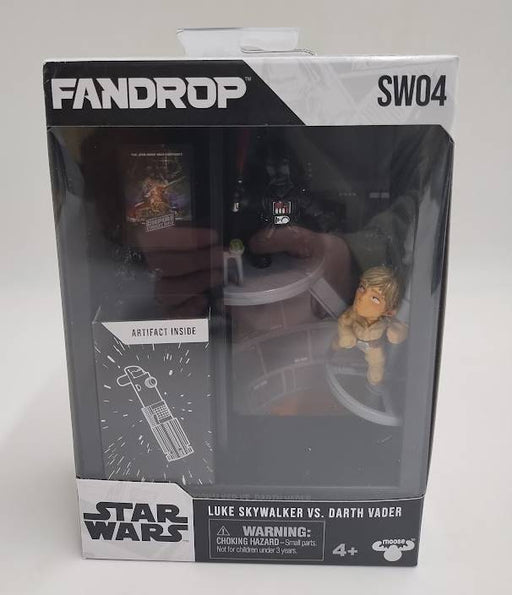 FANDROP™
SW04
ARTIFACT INSIDE
STAR
WARS
LUKE SKYWALKER VS. DARTH VADER
WARNING:
CHOKING HAZARD – Small parts.
Not for children under 3 years.
4+
moose